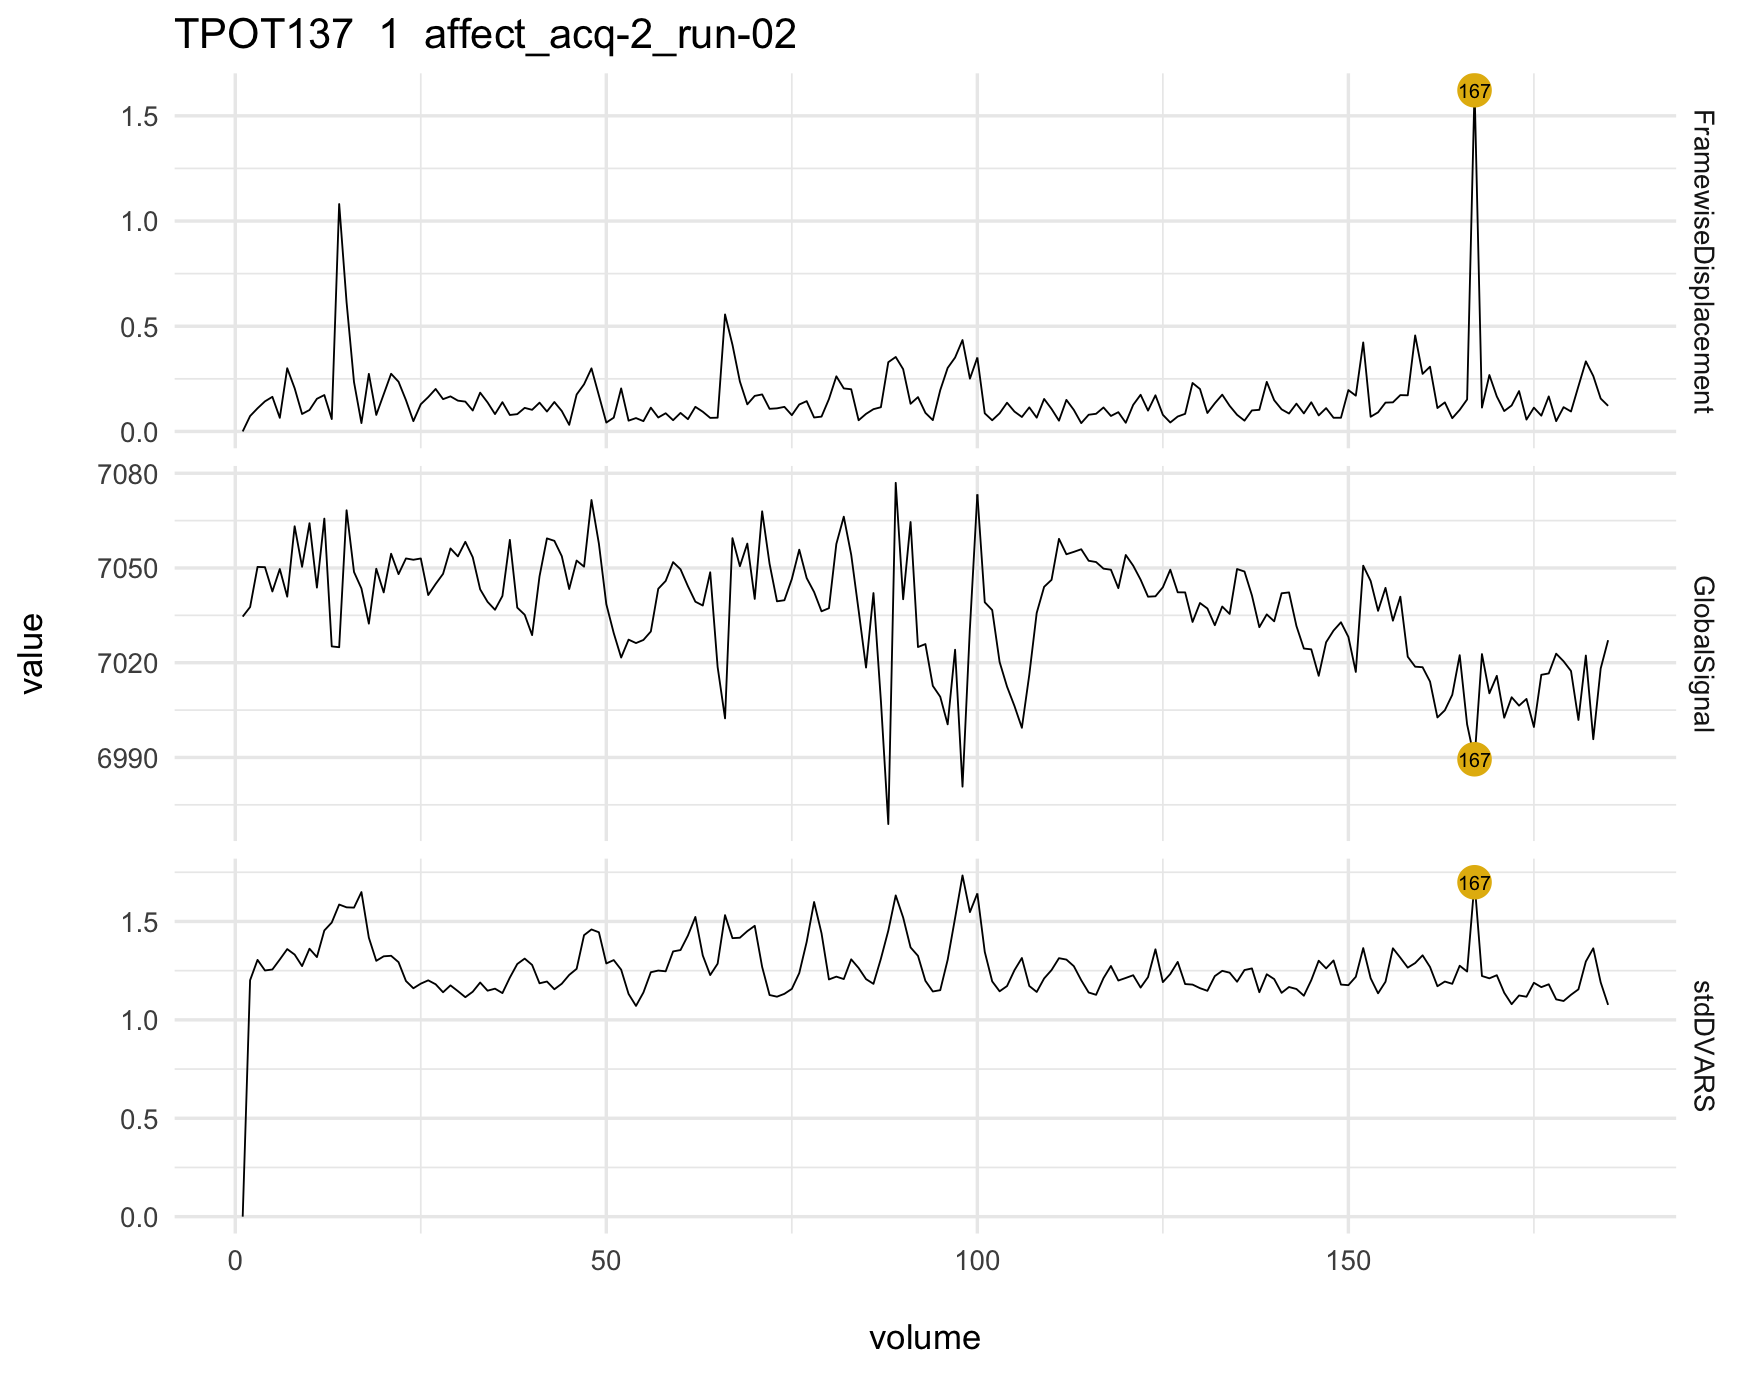 TPOT137  1  affect_acq-2_run-02
1.5
1.0
0.5
0.0
167
FramewiseDisplacement
7080
7050
7020
6990
167
GlobalSignal
1.5
1.0
0.5
0.0
167
stdDVARS
value
0 50 100 150
volume